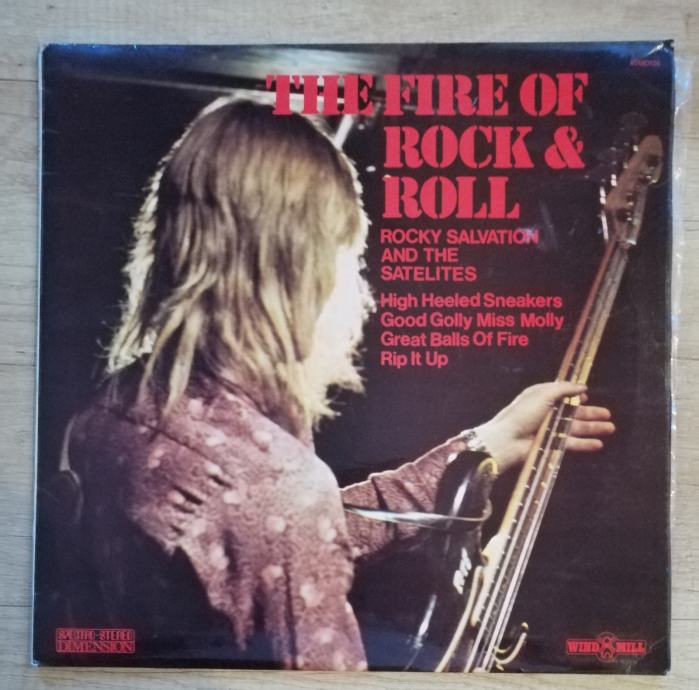 THE FIRE OF
ROCK &
ROLL
ROCKY SALVATION
AND THE
SATELITES
High Heeled Sneakers
Good Golly Miss Molly
Great Balls Of Fire
Rip It Up
SPECTRO-STEREO
DIMENSION
WIND MILL